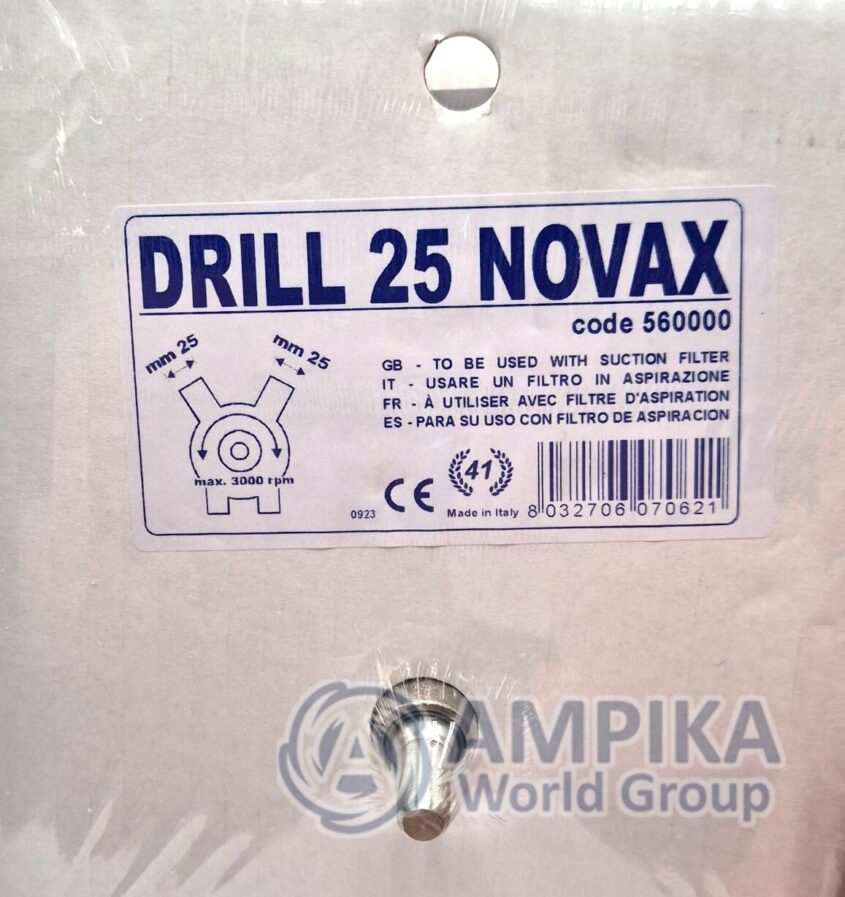 DRILL 25 NOVAX
code 560000
mm 25
mm 25
max. 3000 rpm
GB - TO BE USED WITH SUCTION FILTER
IT - USARE UN FILTRO IN ASPIRAZIONE
FR - À UTILISER AVEC FILTRE D'ASPIRATION
ES - PARA SU USO CON FILTRO DE ASPIRACION
0923
CE
41
Made in Italy
8 032706 070621
A AMPIKA
World Group